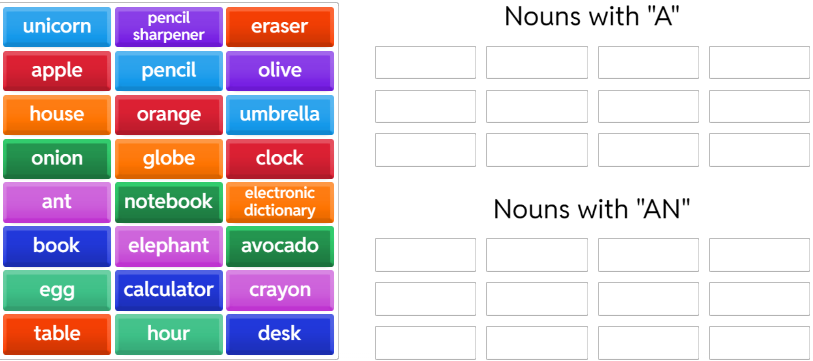 unicorn
pencil
sharpener
eraser
apple
pencil
olive
house
orange
umbrella
onion
globe
clock
ant
notebook
electronic
dictionary
book
elephant
avocado
egg
calculator
crayon
table
hour
desk
Nouns with "A"
Nouns with "AN"